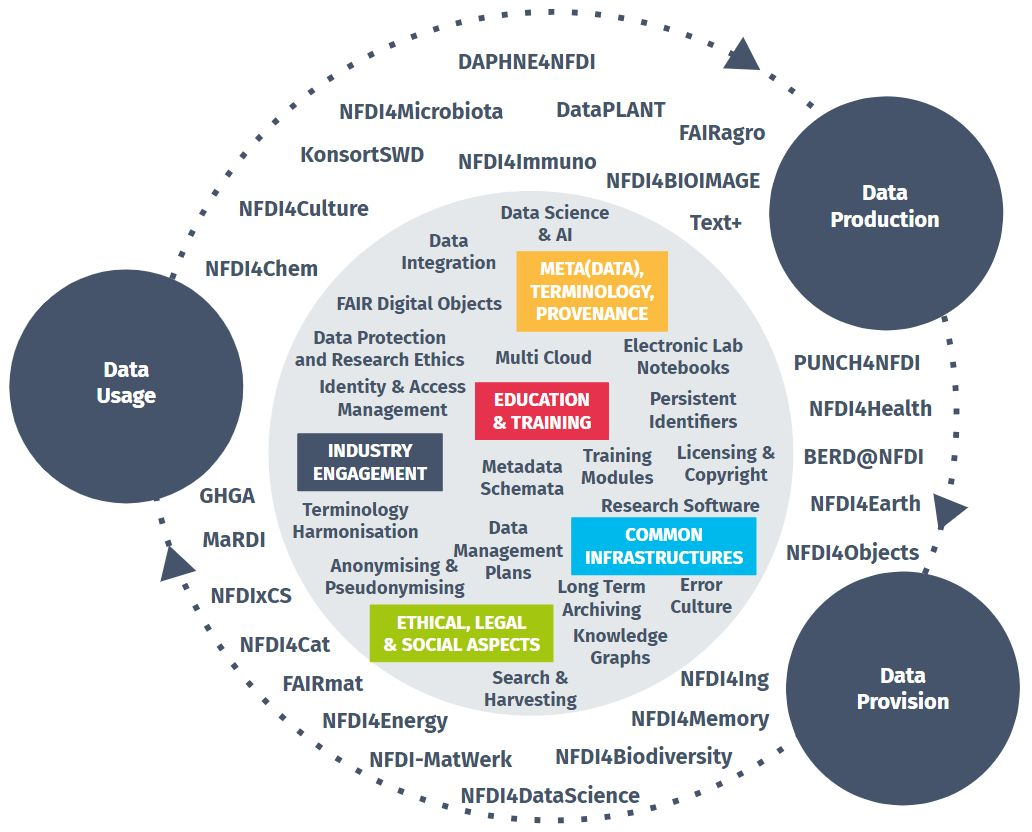 DAPHNE4NFDI
NFDI4Microbiota
DataPLANT
FAIRagro
KonsortSWD
NFDI4Immuno
NFDI4BIOIMAGE
NFDI4Culture
Text+
NFDI4Chem
Data
Production
Data
Usage
Data Science
& AI
Data
Integration
META(DATA),
TERMINOLOGY,
PROVENANCE
FAIR Digital Objects
Data Protection
and Research Ethics
Multi Cloud
Electronic Lab
Notebooks
Identity & Access
Management
EDUCATION
& TRAINING
Persistent
Identifiers
INDUSTRY
ENGAGEMENT
Metadata
Schemata
Training
Modules
Licensing &
Copyright
Terminology
Harmonisation
Research Software
Data
Management
Plans
COMMON
INFRASTRUCTURES
Anonymising &
Pseudonymising
Long Term
Archiving
Error
Culture
ETHICAL, LEGAL
& SOCIAL ASPECTS
Knowledge
Graphs
Search &
Harvesting
PUNCH4NFDI
NFDI4Health
BERD@NFDI
NFDI4Earth
NFDI4Objects
Data
Provision
GHGA
MaRDI
NFDIxCS
NFDI4Cat
FAIRmat
NFDI4Energy
NFDI-MatWerk
NFDI4DataScience
NFDI4Biodiversity
NFDI4Memory
NFDI4Ing